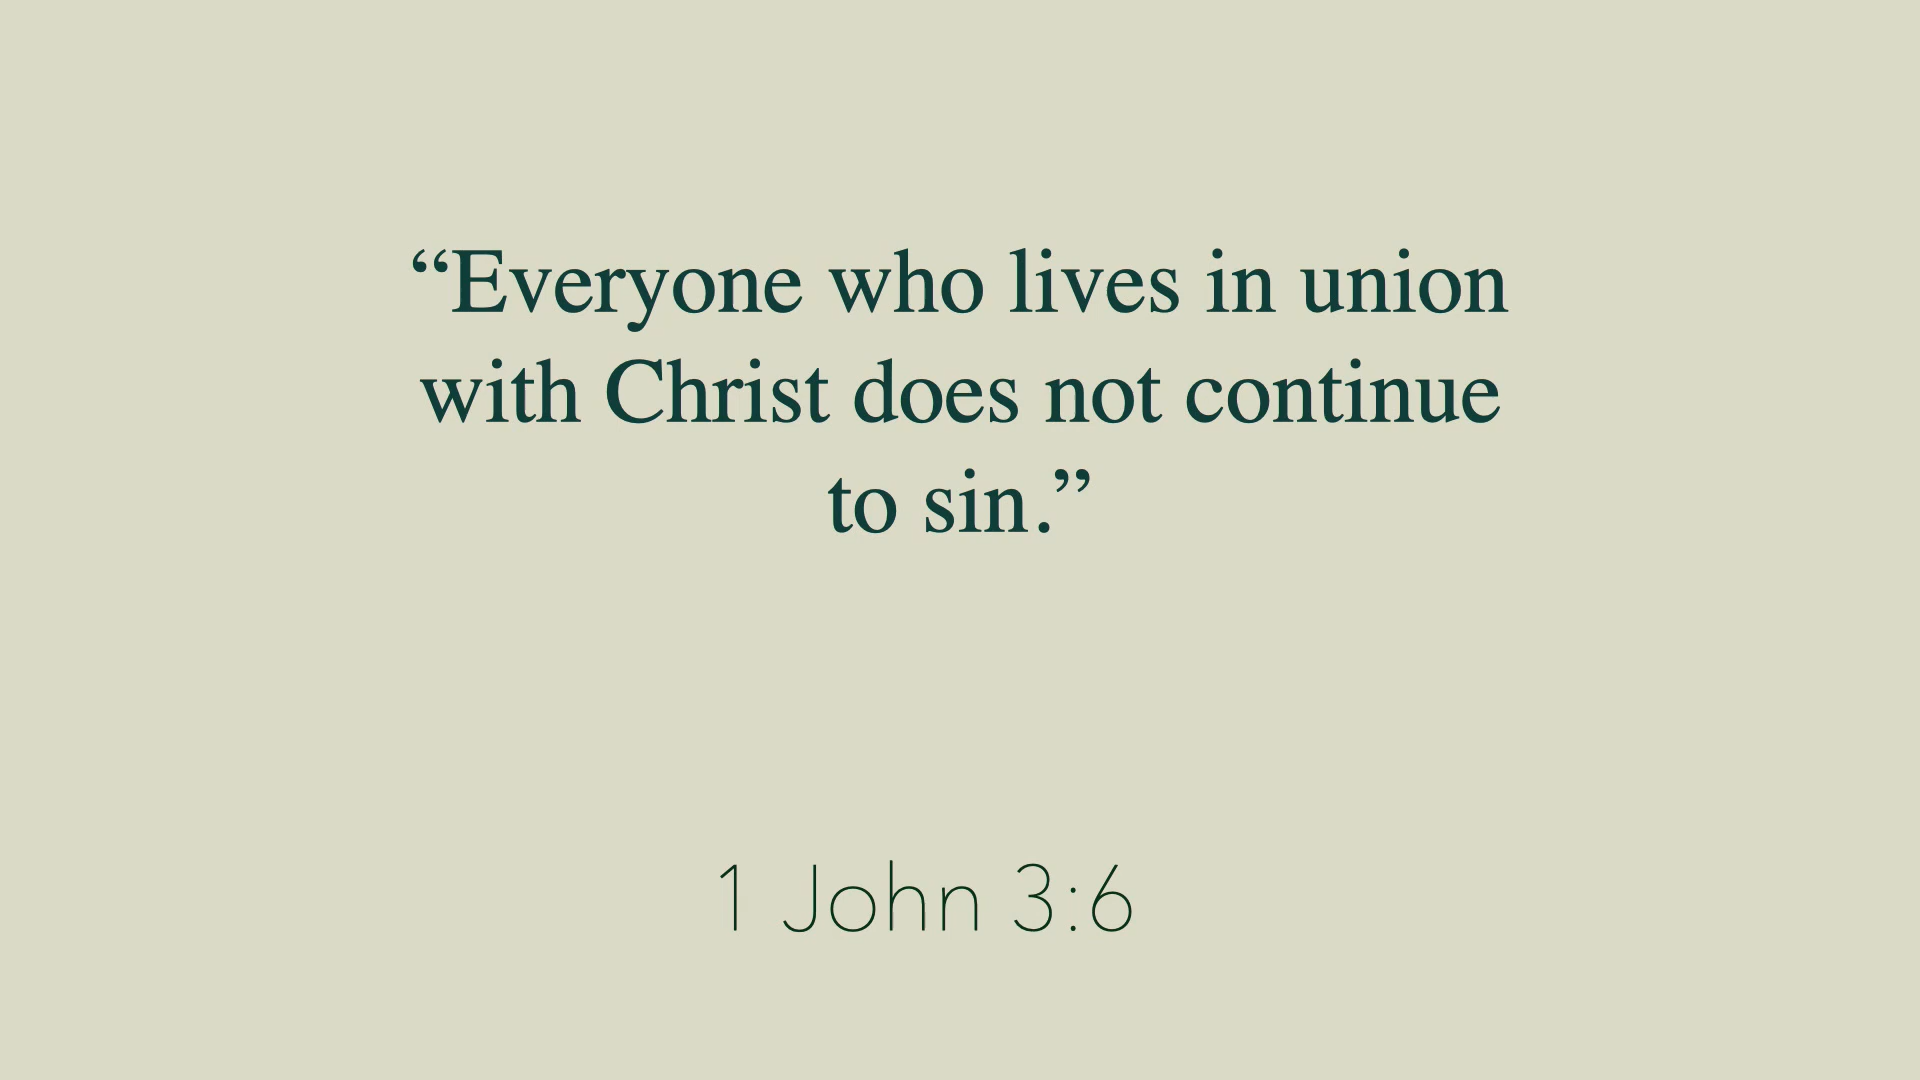 “Everyone who lives in union
with Christ does not continue
to sin.”
1 John 3:6